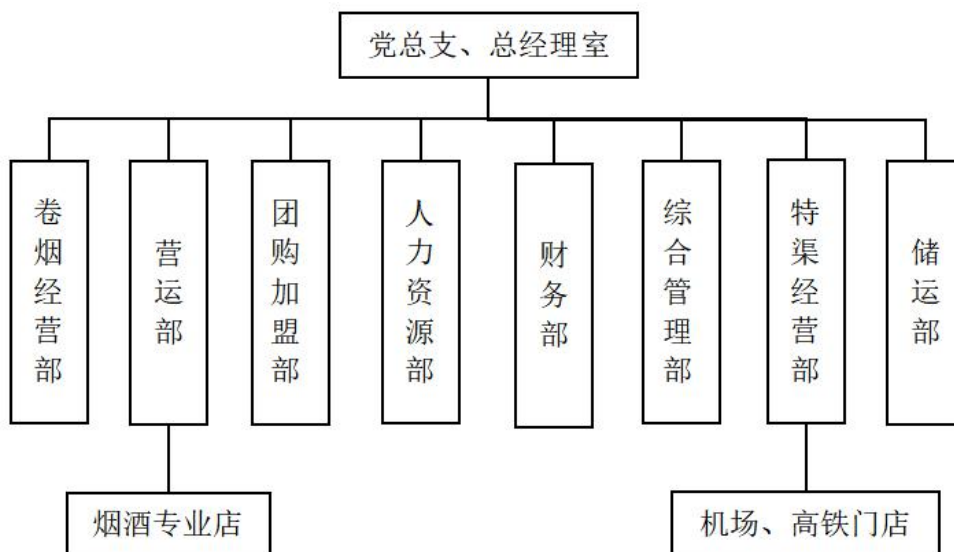 党总支、总经理室
卷烟经营部
营运部
团购加盟部
人力资源部
财务部
综合管理部
特渠经营部
储运部
烟酒专业店
机场、高铁门店